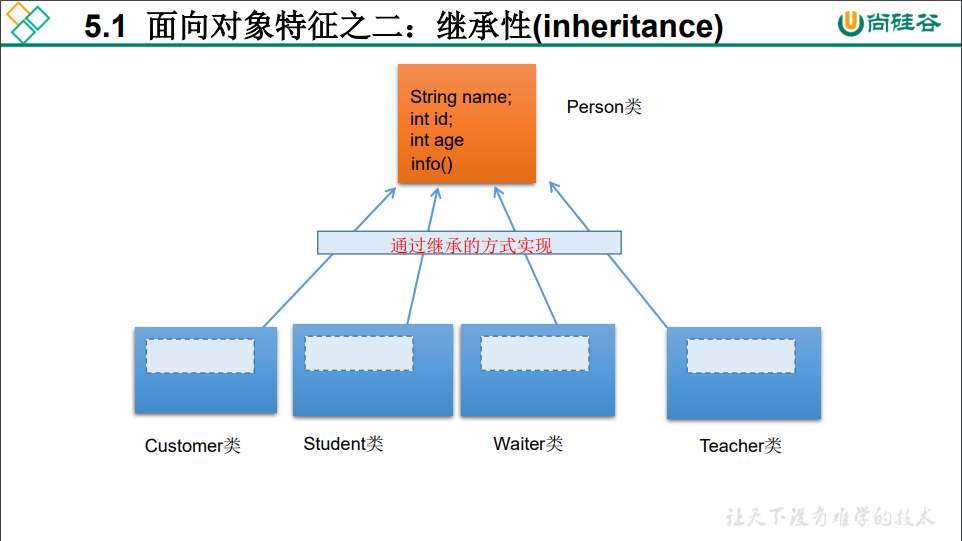 5.1 面向对象特征之二：继承性(inheritance)
尚硅谷
String name;
int id;
int age
info()
Person类
通过继承的方式实现
Customer类
Student类
Waiter类
Teacher类
让天下没有难学的技术